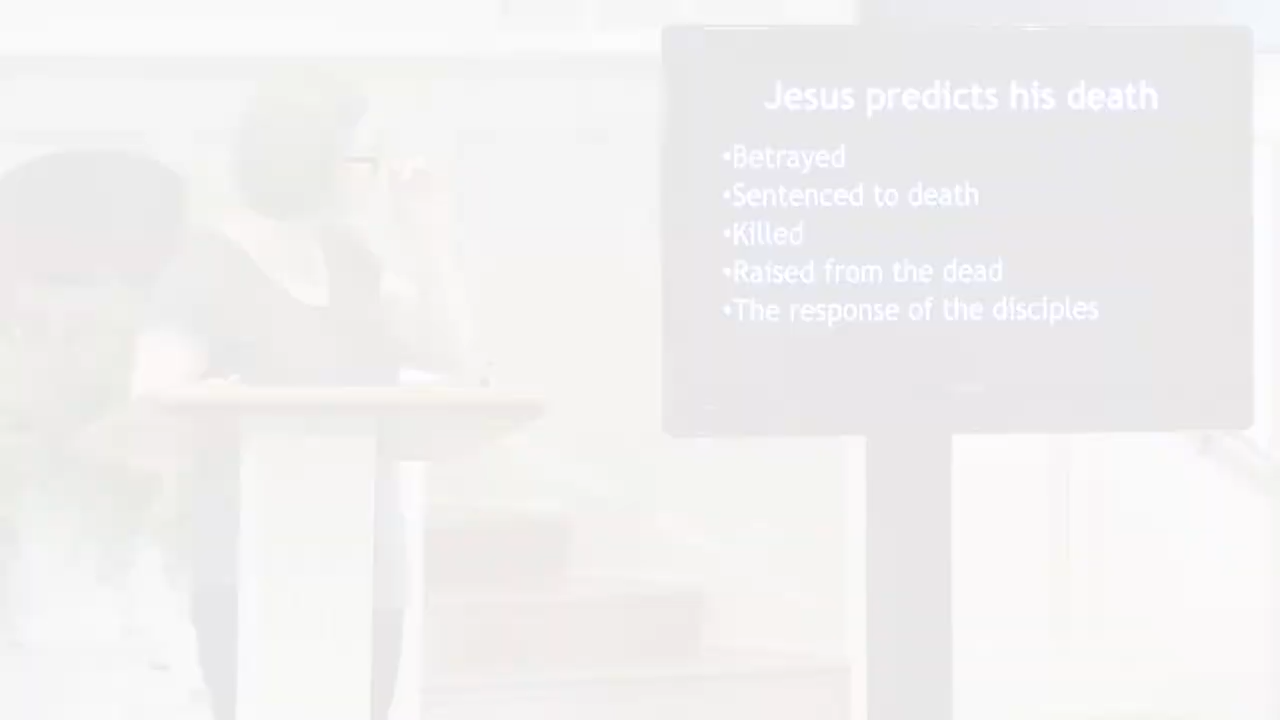 Jesus predicts his death
•Betrayed
•Sentenced to death
•Killed
•Raised from the dead
•The response of the disciples